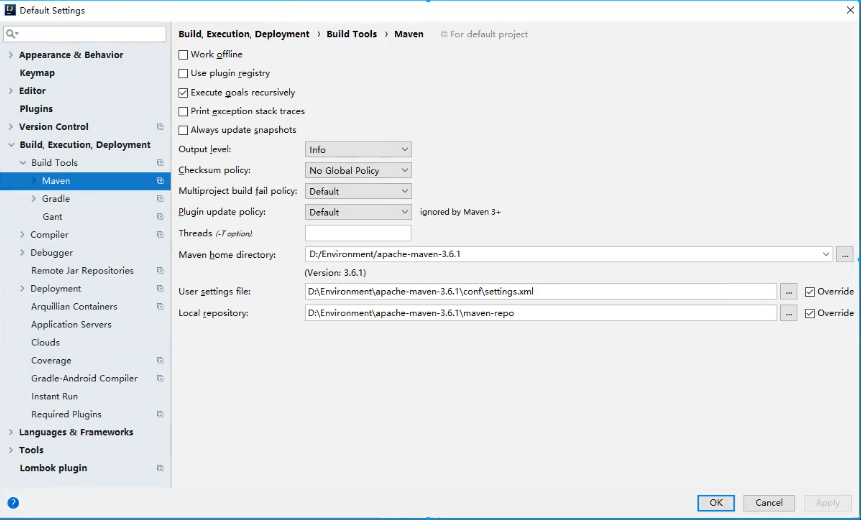 Default Settings
Build, Execution, Deployment › Build Tools › Maven For default project
Appearance & Behavior
Keymap
Editor
Plugins
Version Control
Build, Execution, Deployment
Build Tools
Maven
Gradle
Gant
Compiler
Debugger
Remote Jar Repositories
Deployment
Arquillian Containers
Application Servers
Clouds
Coverage
Gradle-Android Compiler
Instant Run
Required Plugins
Languages & Frameworks
Tools
Lombok plugin
Work offline
Use plugin registry
Execute goals recursively
Print exception stack traces
Always update snapshots
Output level: Info
Checksum policy: No Global Policy
Multiproject build fail policy: Default
Plugin update policy: Default ignored by Maven 3+
Threads (-T option)
Maven home directory: D:/Environment/apache-maven-3.6.1 ...
(Version: 3.6.1)
User settings file: D:\Environment\apache-maven-3.6.1\conf\settings.xml ... Override
Local repository: D:\Environment\apache-maven-3.6.1\maven-repo ... Override
? OK Cancel Apply